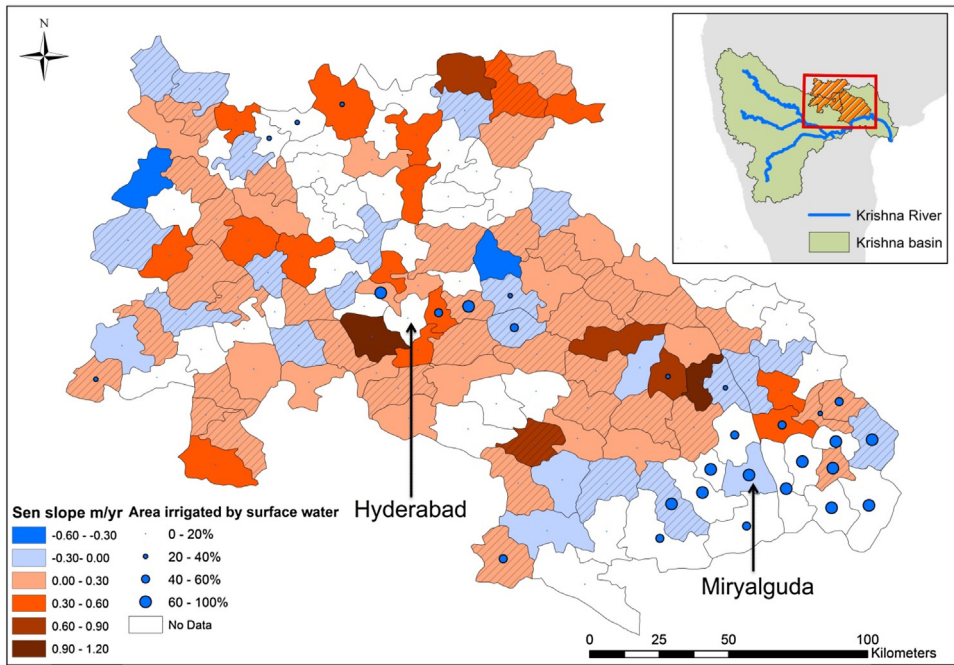 N
Krishna River
Krishna basin
Hyderabad
Miryalguda
Sen slope m/yr
-0.60 - -0.30
-0.30 - 0.00
0.00 - 0.30
0.30 - 0.60
0.60 - 0.90
0.90 - 1.20
Area irrigated by surface water
0 - 20%
20 - 40%
40 - 60%
60 - 100%
No Data
0 25 50 100
Kilometers